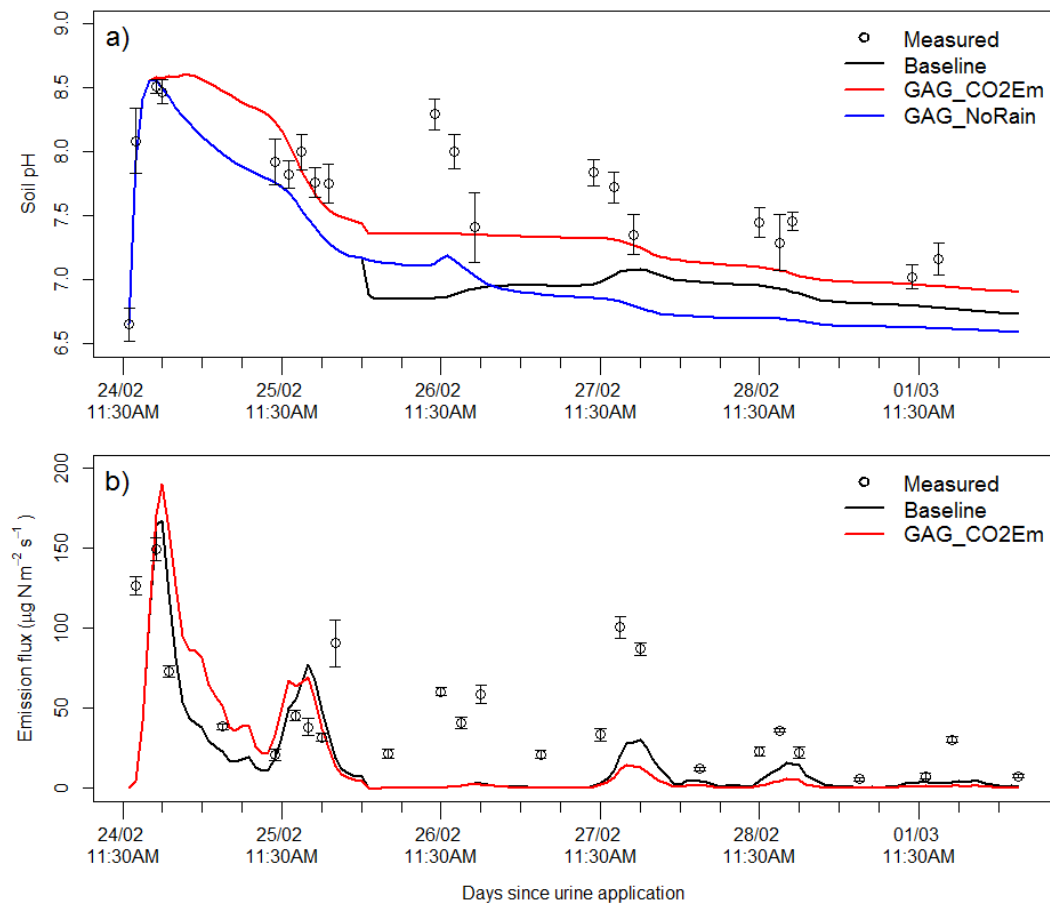 a)
Soil pH
9.0
8.5
8.0
7.5
7.0
6.5
Measured
Baseline
GAG_CO2Em
GAG_NoRain
24/02 25/02 26/02 27/02 28/02 01/03
11:30AM 11:30AM 11:30AM 11:30AM 11:30AM 11:30AM
b)
Emission flux (µg N m⁻² s⁻¹)
200
150
100
50
0
Measured
Baseline
GAG_CO2Em
24/02 25/02 26/02 27/02 28/02 01/03
11:30AM 11:30AM 11:30AM 11:30AM 11:30AM 11:30AM
Days since urine application